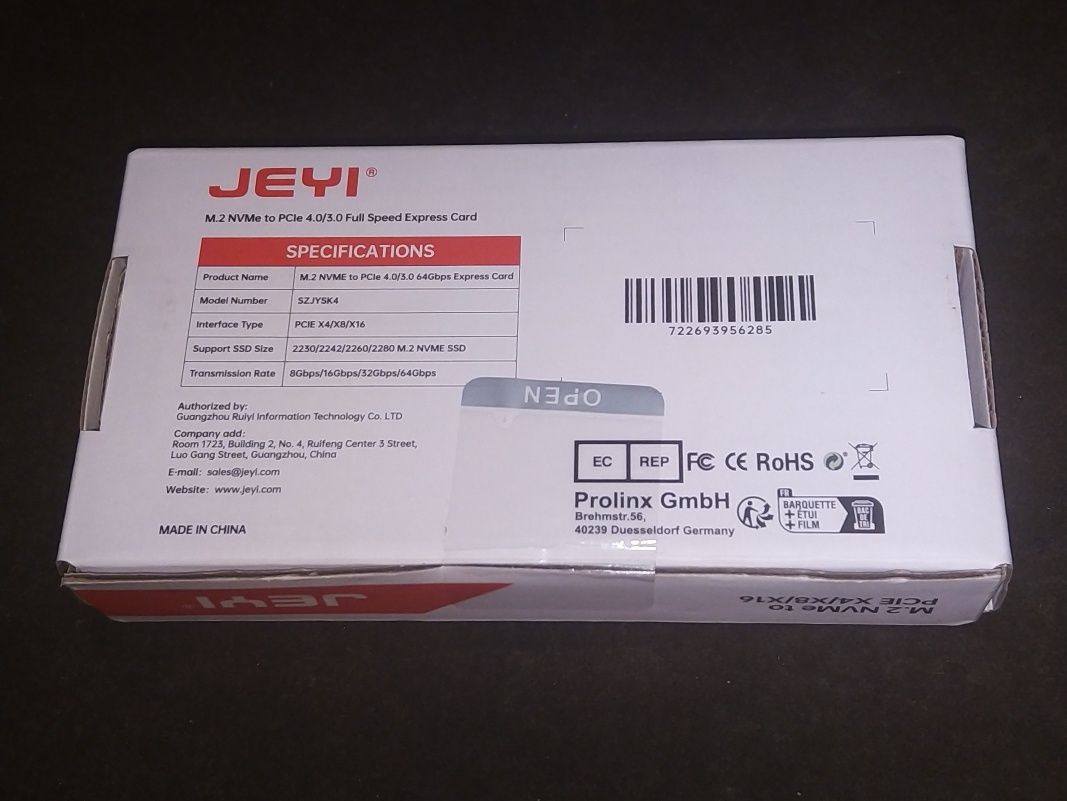 JEYI®
M.2 NVMe to PCIe 4.0/3.0 Full Speed Express Card
SPECIFICATIONS
Product Name M.2 NVME to PCIe 4.0/3.0 64Gbps Express Card
Model Number SZJYSK4
Interface Type PCIE X4/X8/X16
Support SSD Size 2230/2242/2260/2280 M.2 NVME SSD
Transmission Rate 8Gbps/16Gbps/32Gbps/64Gbps
Authorized by:
Guangzhou Ruiyi Information Technology Co. LTD
Company add:
Room 1723, Building 2, No. 4, Ruifeng Center 3 Street,
Luo Gang Street, Guangzhou, China
E-mail: sales@jeyi.com
Website: www.jeyi.com
MADE IN CHINA
722693956285
OPEN
EC REP FC CE RoHS
Prolinx GmbH
Brehmstr.56,
40239 Duesseldorf Germany
FR
BARQUETTE
+ ÉTUI
+ FILM
BAC
DE
TRI
JEYI®
M.2 NVMe to
PCIE X4/X8/X16